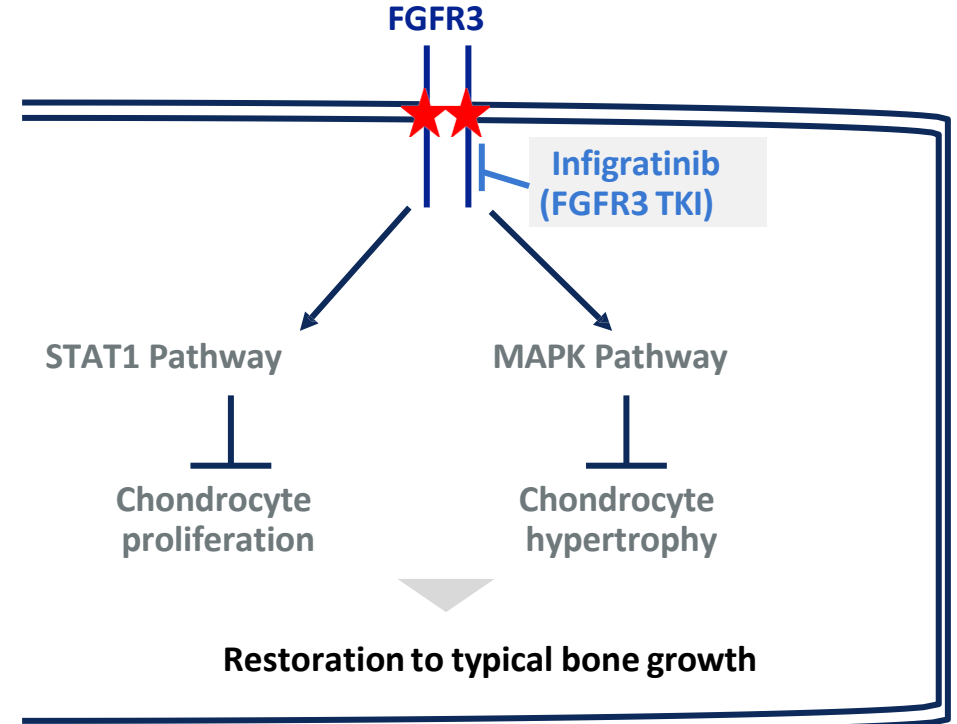 FGFR3
Infigratinib
(FGFR3 TKI)
STAT1 Pathway
MAPK Pathway
Chondrocyte
proliferation
Chondrocyte
hypertrophy
Restoration to typical bone growth